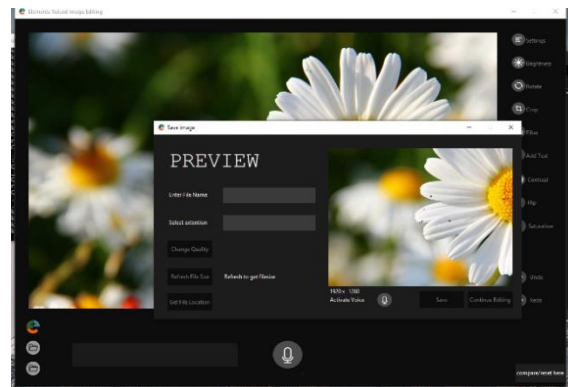 Elements Voiced Image Editing
Settings
Brightness
Rotate
Crop
Filter
Add Text
Contrast
Flip
Saturation
Undo
Redo
compare/reset here
Save image
PREVIEW
Enter File Name
Select extention
Change Quality
Refresh File Size
Refresh to get filesize
Get File Location
1920 x 1280
Activate Voice
Save
Continue Editing